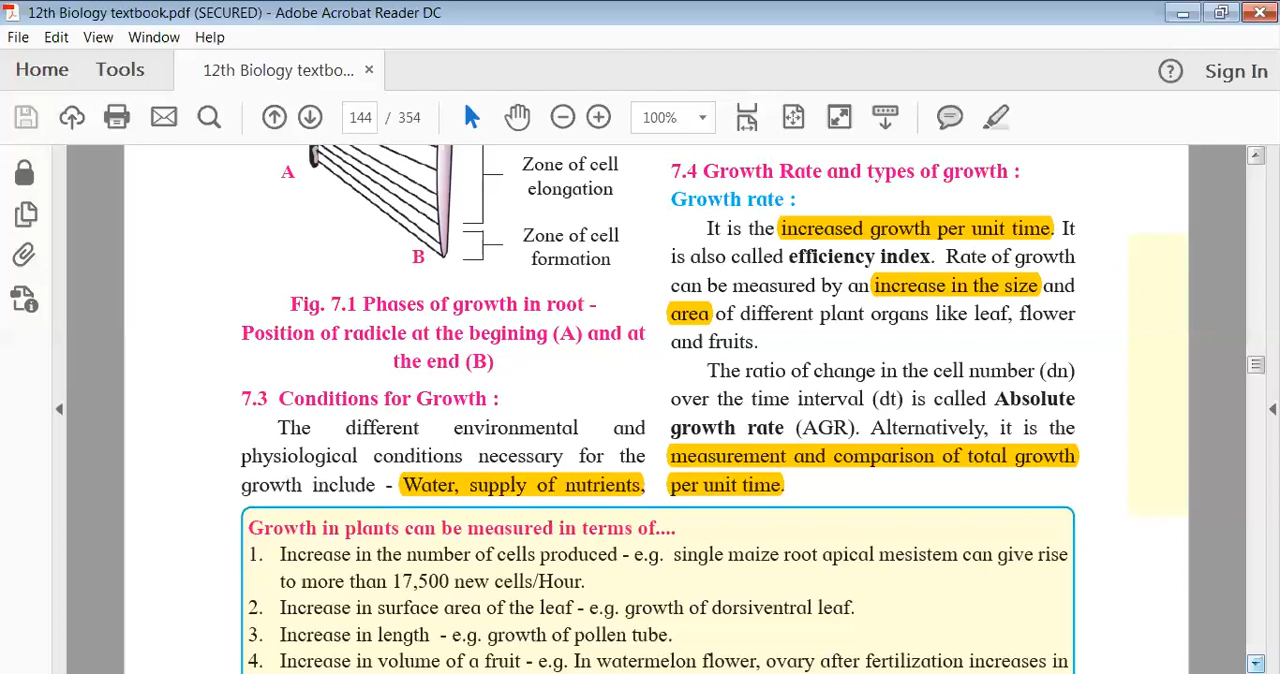 12th Biology textbook.pdf (SECURED) - Adobe Acrobat Reader DC
File Edit View Window Help
Home Tools 12th Biology textbo... × Sign In
144 / 354 100%
A
Zone of cell
elongation
B
Zone of cell
formation
Fig. 7.1 Phases of growth in root -
Position of radicle at the begining (A) and at
the end (B)
7.3 Conditions for Growth :
The different environmental and
physiological conditions necessary for the
growth include - Water, supply of nutrients,
7.4 Growth Rate and types of growth :
Growth rate :
It is the increased growth per unit time. It
is also called efficiency index. Rate of growth
can be measured by an increase in the size and
area of different plant organs like leaf, flower
and fruits.
The ratio of change in the cell number (dn)
over the time interval (dt) is called Absolute
growth rate (AGR). Alternatively, it is the
measurement and comparison of total growth
per unit time.
Growth in plants can be measured in terms of....
1. Increase in the number of cells produced - e.g. single maize root apical mesistem can give rise
to more than 17,500 new cells/Hour.
2. Increase in surface area of the leaf - e.g. growth of dorsiventral leaf.
3. Increase in length - e.g. growth of pollen tube.
4. Increase in volume of a fruit - e.g. In watermelon flower, ovary after fertilization increases in